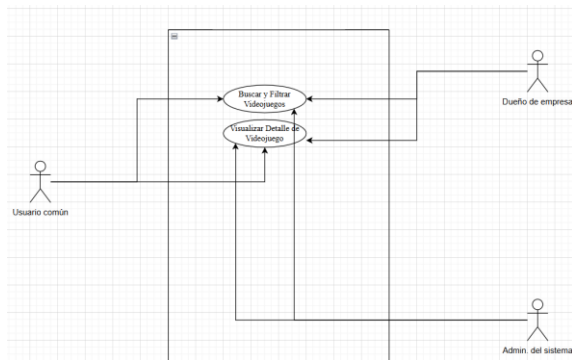 Buscar y Filtrar
Videojuegos
Dueño de empresa
Visualizar Detalle de
Videojuego
Usuario común
Admin. del sistema